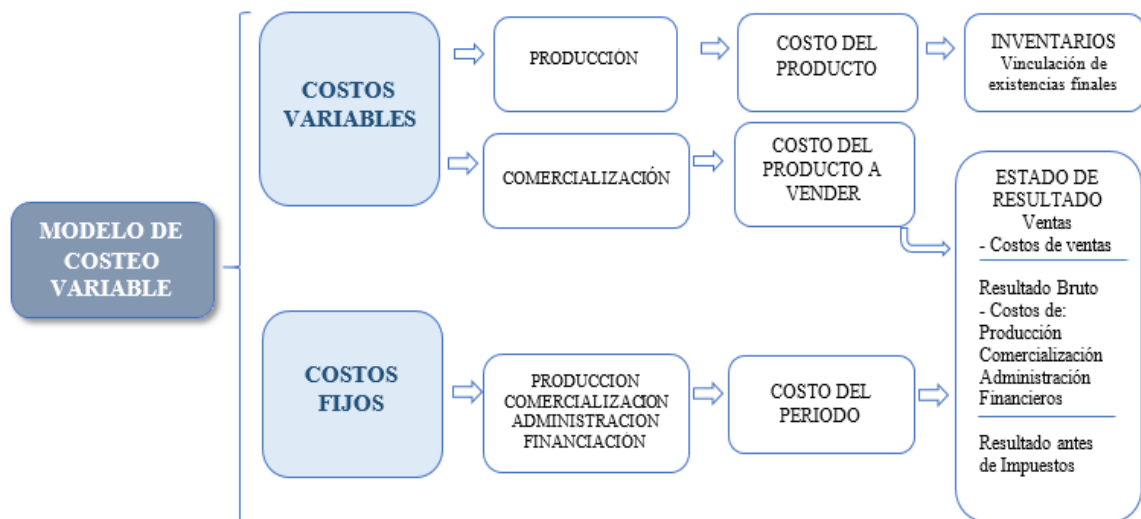 MODELO DE
COSTEO
VARIABLE
COSTOS
VARIABLES
PRODUCCIÓN
COSTO DEL
PRODUCTO
INVENTARIOS
Vinculación de
existencias finales
COMERCIALIZACIÓN
COSTO DEL
PRODUCTO A
VENDER
COSTOS
FIJOS
PRODUCCION
COMERCIALIZACION
ADMINISTRACION
FINANCIACIÓN
COSTO DEL
PERIODO
ESTADO DE
RESULTADO
Ventas
- Costos de ventas
Resultado Bruto
- Costos de:
Producción
Comercialización
Administración
Financieros
Resultado antes
de Impuestos